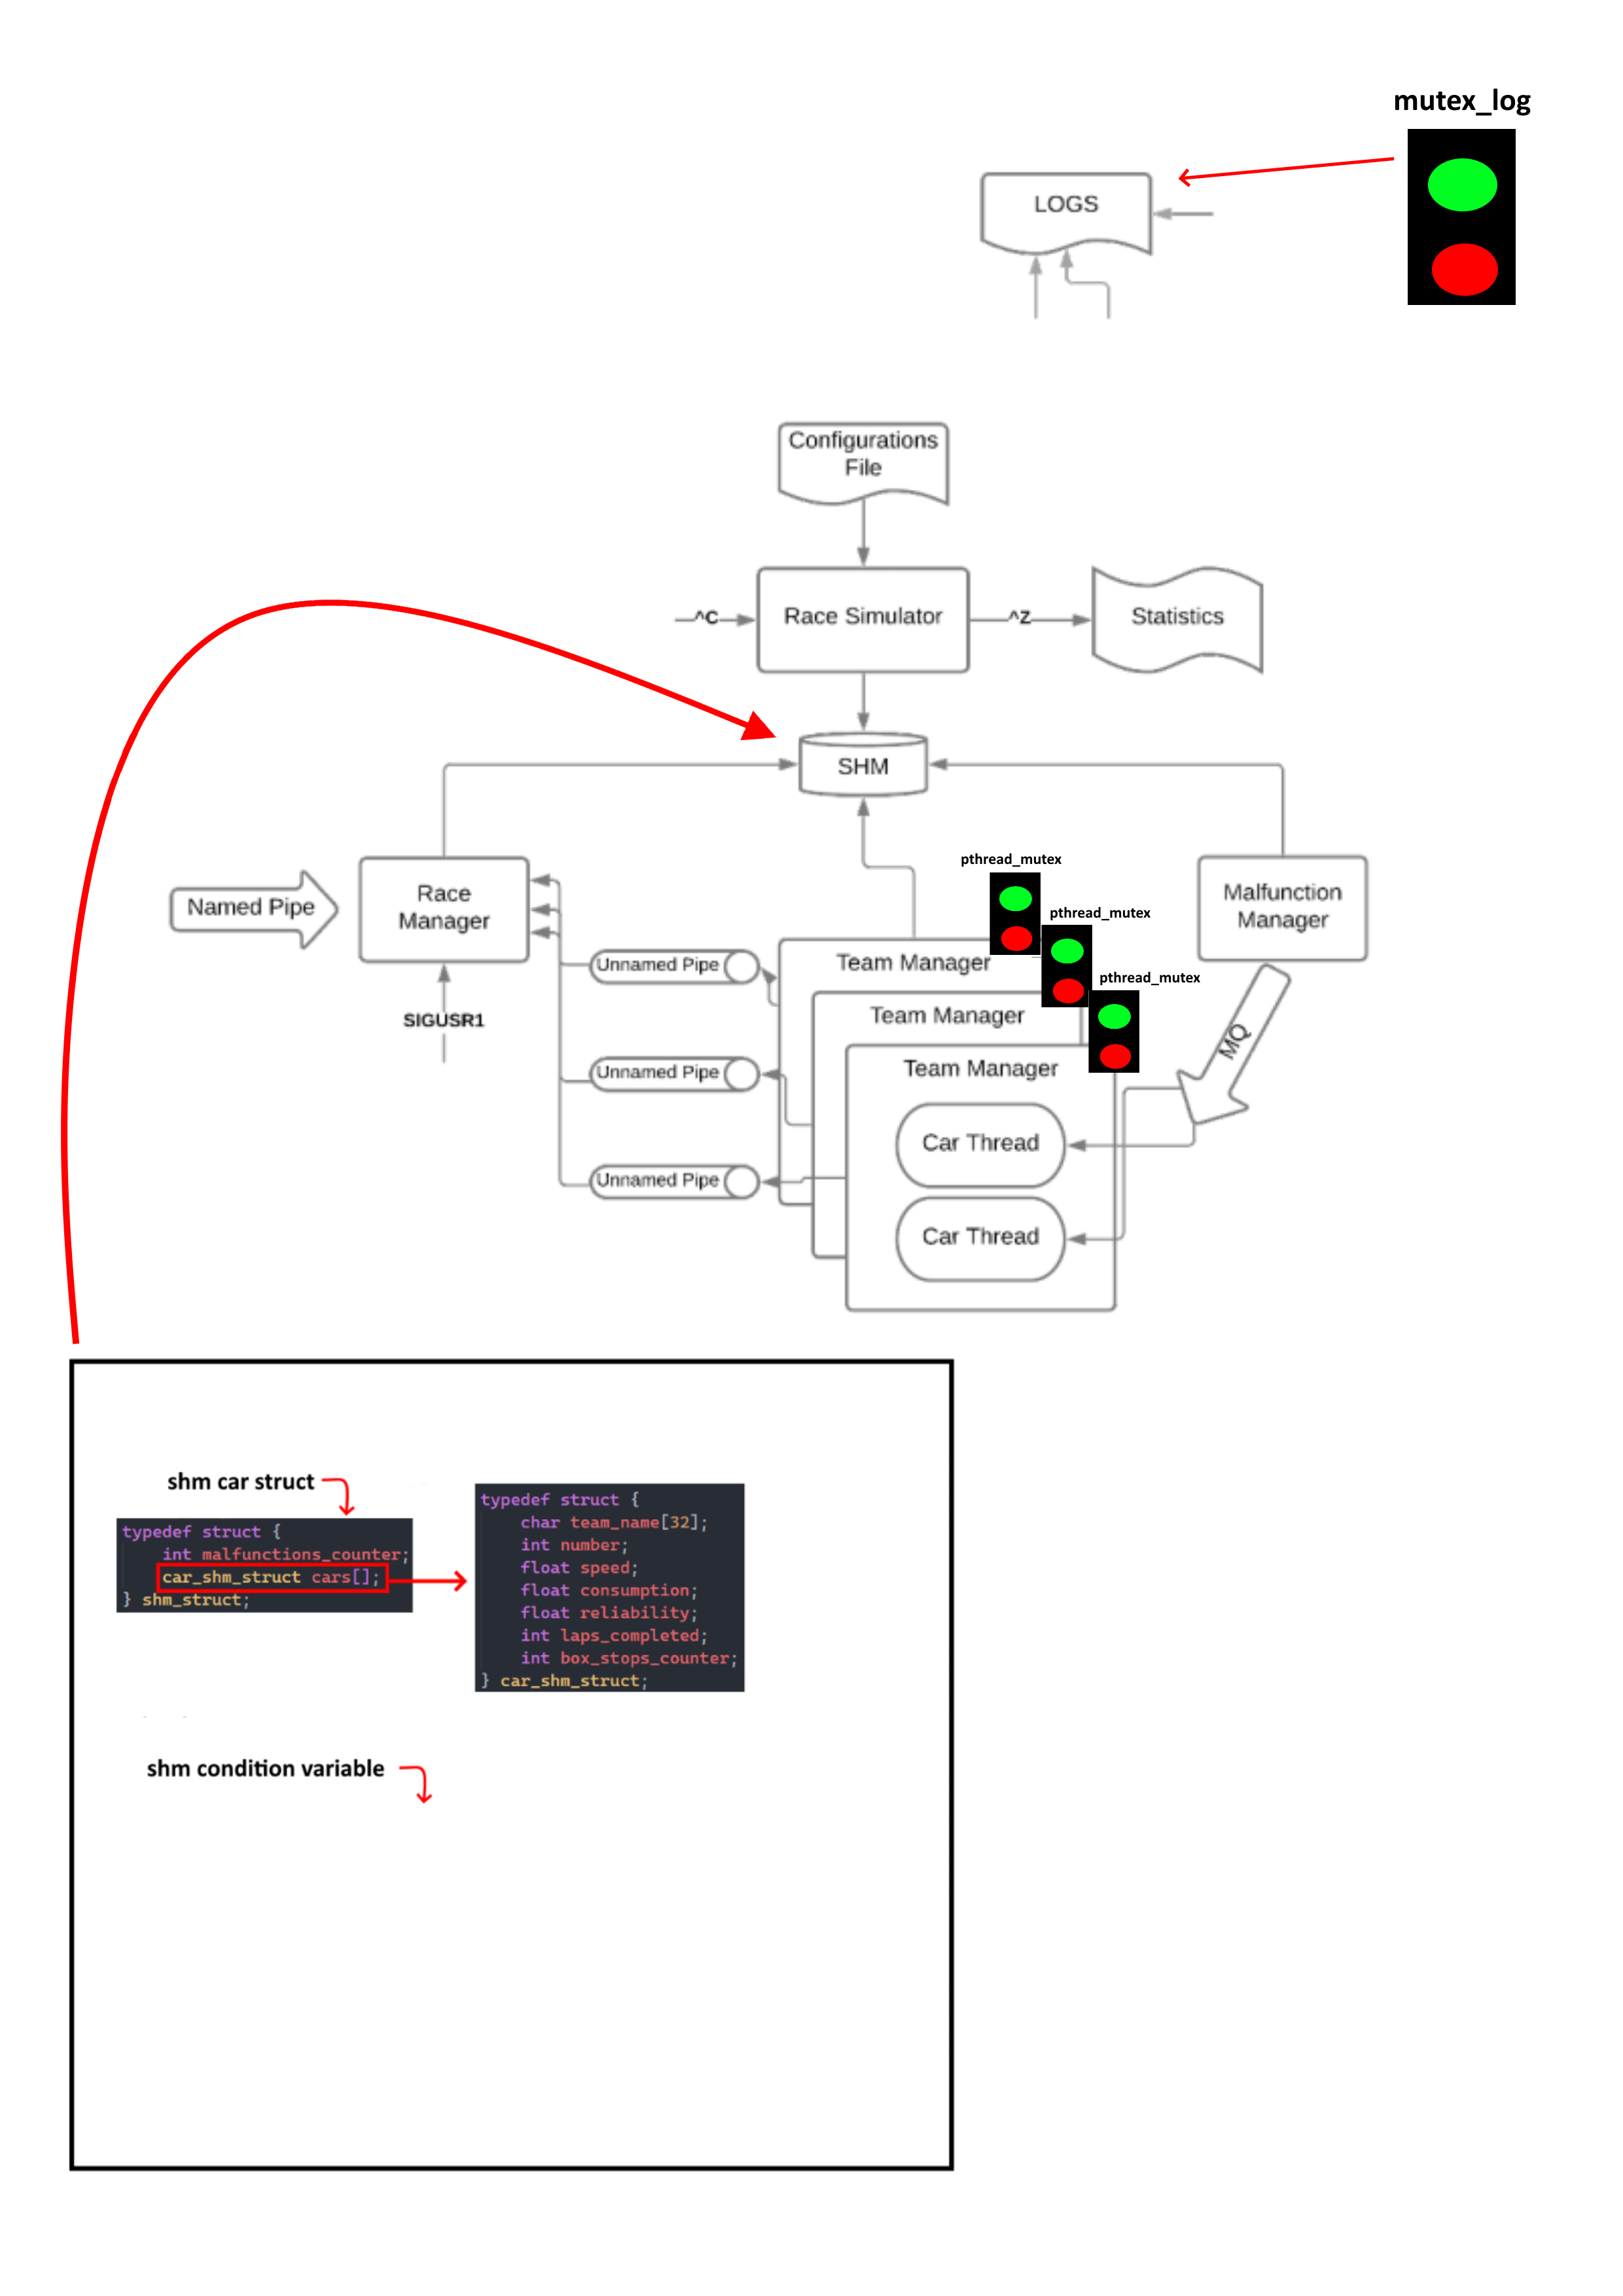 mutex_log
LOGS
Configurations
File
^C
Race Simulator
^Z
Statistics
SHM
Named Pipe
Race
Manager
SIGUSR1
Unnamed Pipe
Unnamed Pipe
Unnamed Pipe
pthread_mutex
pthread_mutex
pthread_mutex
Team Manager
Team Manager
Team Manager
Car Thread
Car Thread
Malfunction
Manager
MQ
shm car struct
typedef struct {
int malfunctions_counter;
car_shm_struct cars[];
} shm_struct;
typedef struct {
char team_name[32];
int number;
float speed;
float consumption;
float reliability;
int laps_completed;
int box_stops_counter;
} car_shm_struct;
shm condition variable